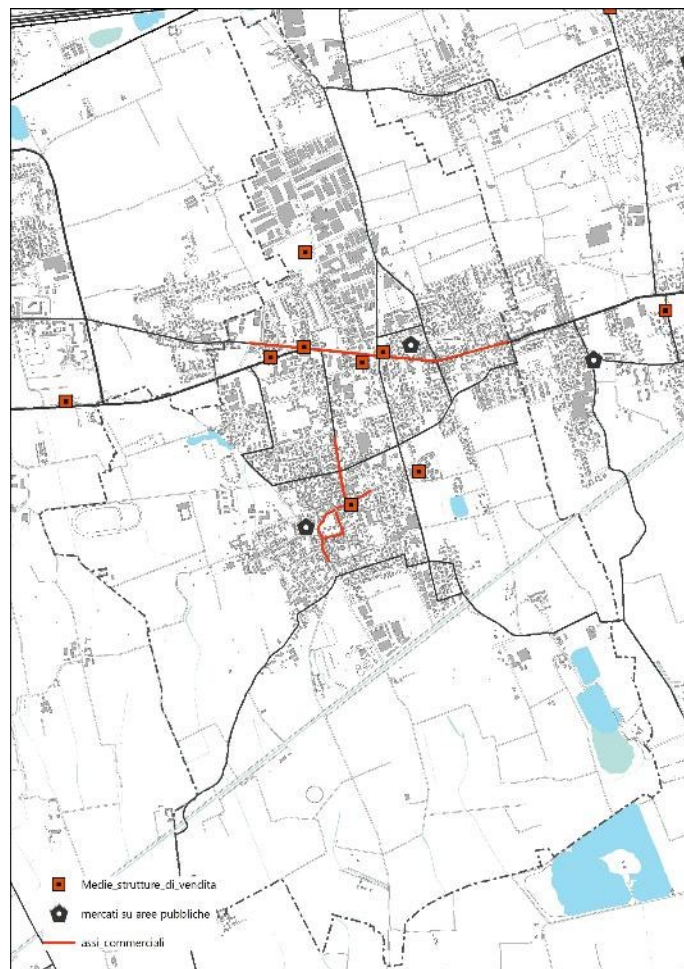 Medie_strutture_di_vendita
mercati su aree pubbliche
assi_commerciali